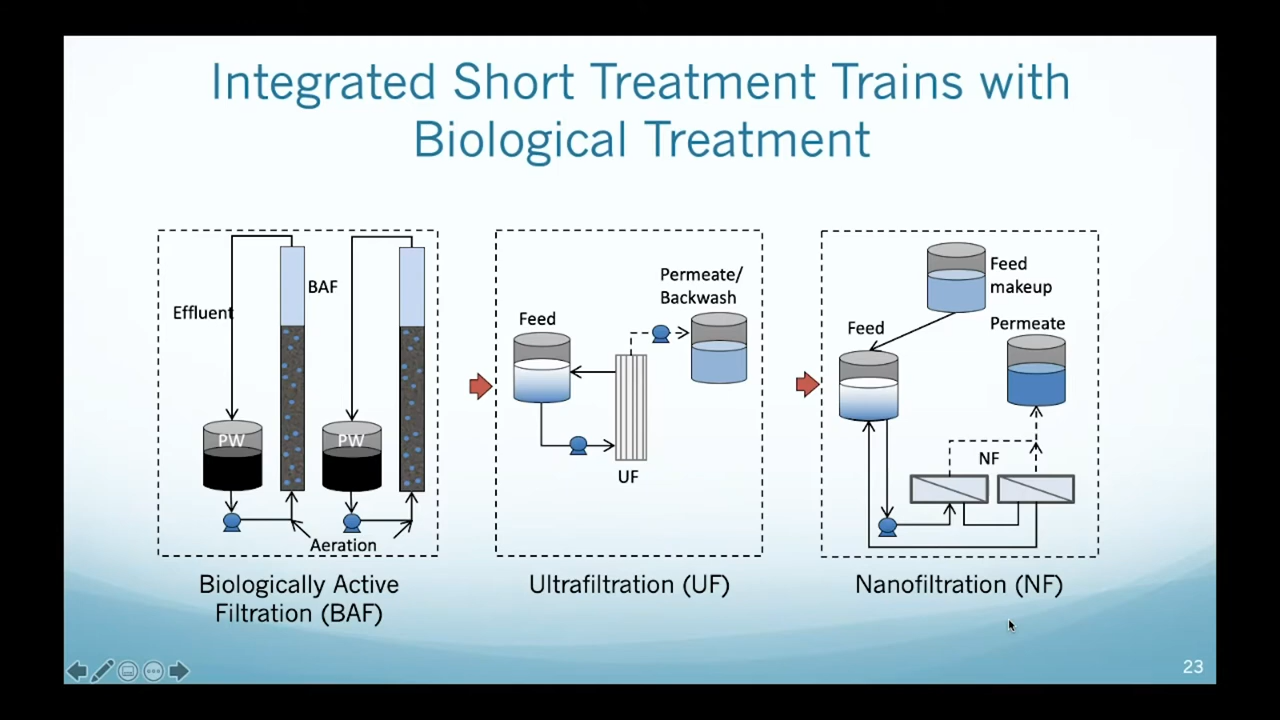 Integrated Short Treatment Trains with
Biological Treatment
Effluent
BAF
PW
PW
Aeration
Biologically Active
Filtration (BAF)
Feed
Permeate/
Backwash
UF
Ultrafiltration (UF)
Feed
makeup
Feed
Permeate
NF
Nanofiltration (NF)
23